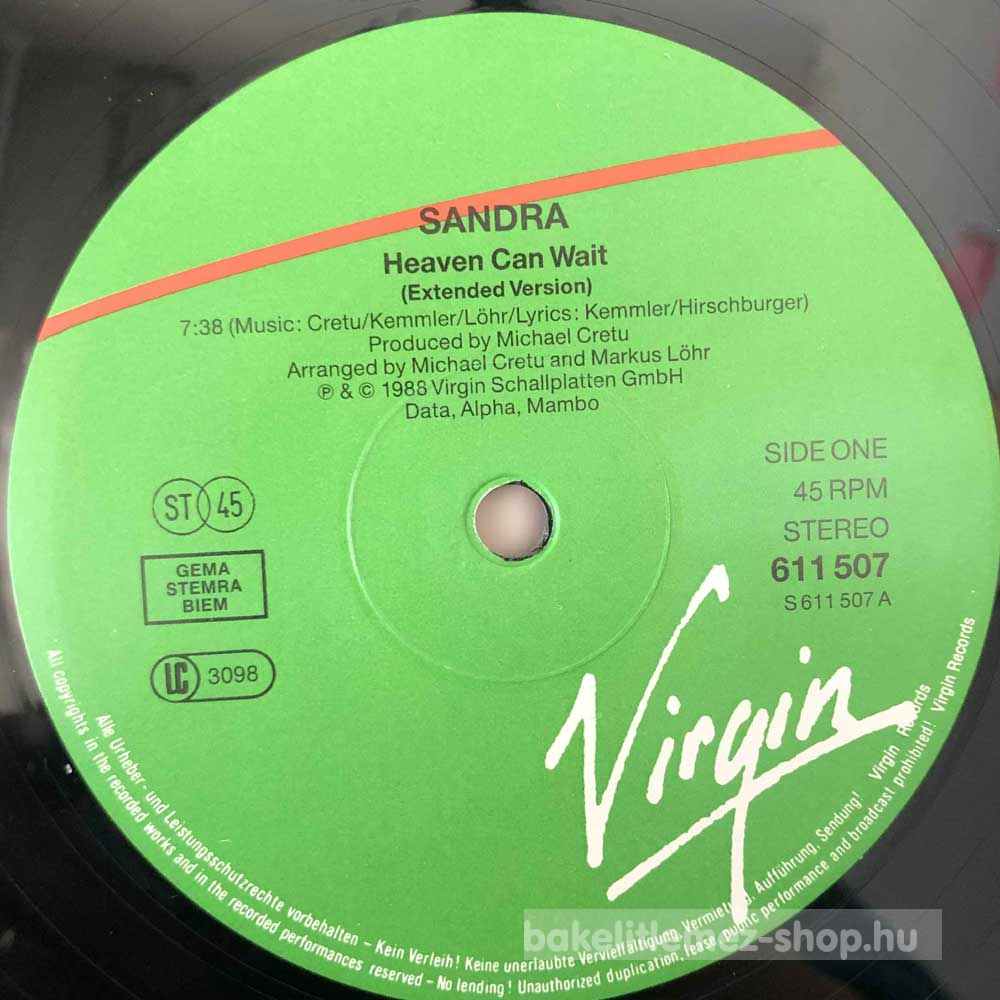 SANDRA
Heaven Can Wait
(Extended Version)
7:38 (Music: Cretu/Kemmler/Löhr/Lyrics: Kemmler/Hirschburger)
Produced by Michael Cretu
Arranged by Michael Cretu and Markus Löhr
Ⓟ & © 1988 Virgin Schallplatten GmbH
Data, Alpha, Mambo
SIDE ONE
45 RPM
STEREO
611 507
S 611 507 A
ST 45
GEMA
STEMRA
BIEM
LC 3098
Virgin
Alle Urheber- und Leistungsschutzrechte vorbehalten – Kein Verleih! Keine unerlaubte Vervielfältigung, Vermietung, Aufführung, Sendung! Virgin Records
All copyrights in the recorded works and in the recorded performances reserved – No lending! Unauthorized duplication, lease, public performance and broadcast prohibited! Virgin Records
bakelitlemez-shop.hu